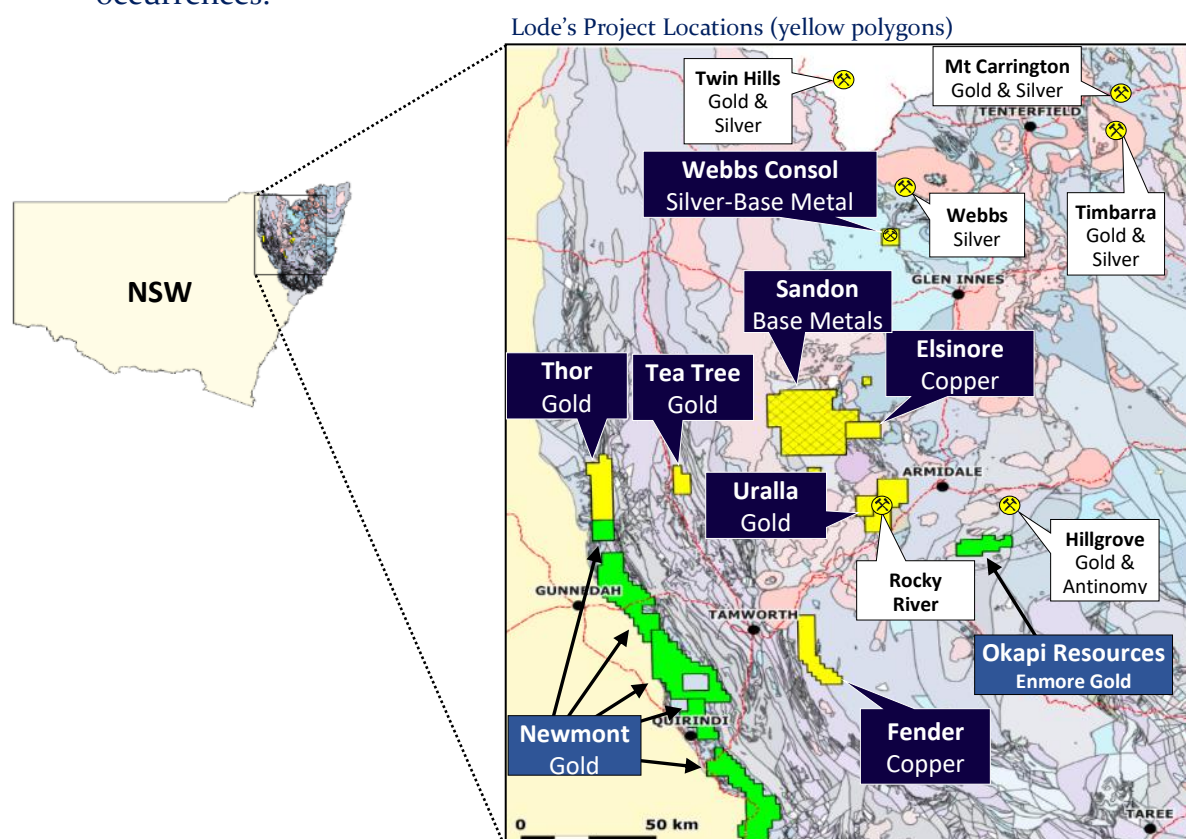 occurrences.
Lode's Project Locations (yellow polygons)
Twin Hills
Gold &
Silver
Mt Carrington
Gold & Silver
TENTERFIELD
Webbs Consol
Silver-Base Metal
Webbs
Silver
Timbarra
Gold &
Silver
NSW
GLEN INNES
Sandon
Base Metals
Elsinore
Copper
Thor
Gold
Tea Tree
Gold
ARMIDALE
Uralla
Gold
Hillgrove
Gold &
Antinomy
Rocky
River
GUNNEDAH
TAMWORTH
Okapi Resources
Enmore Gold
Newmont
Gold
QUIRINDI
Fender
Copper
0 50 km
TAREE